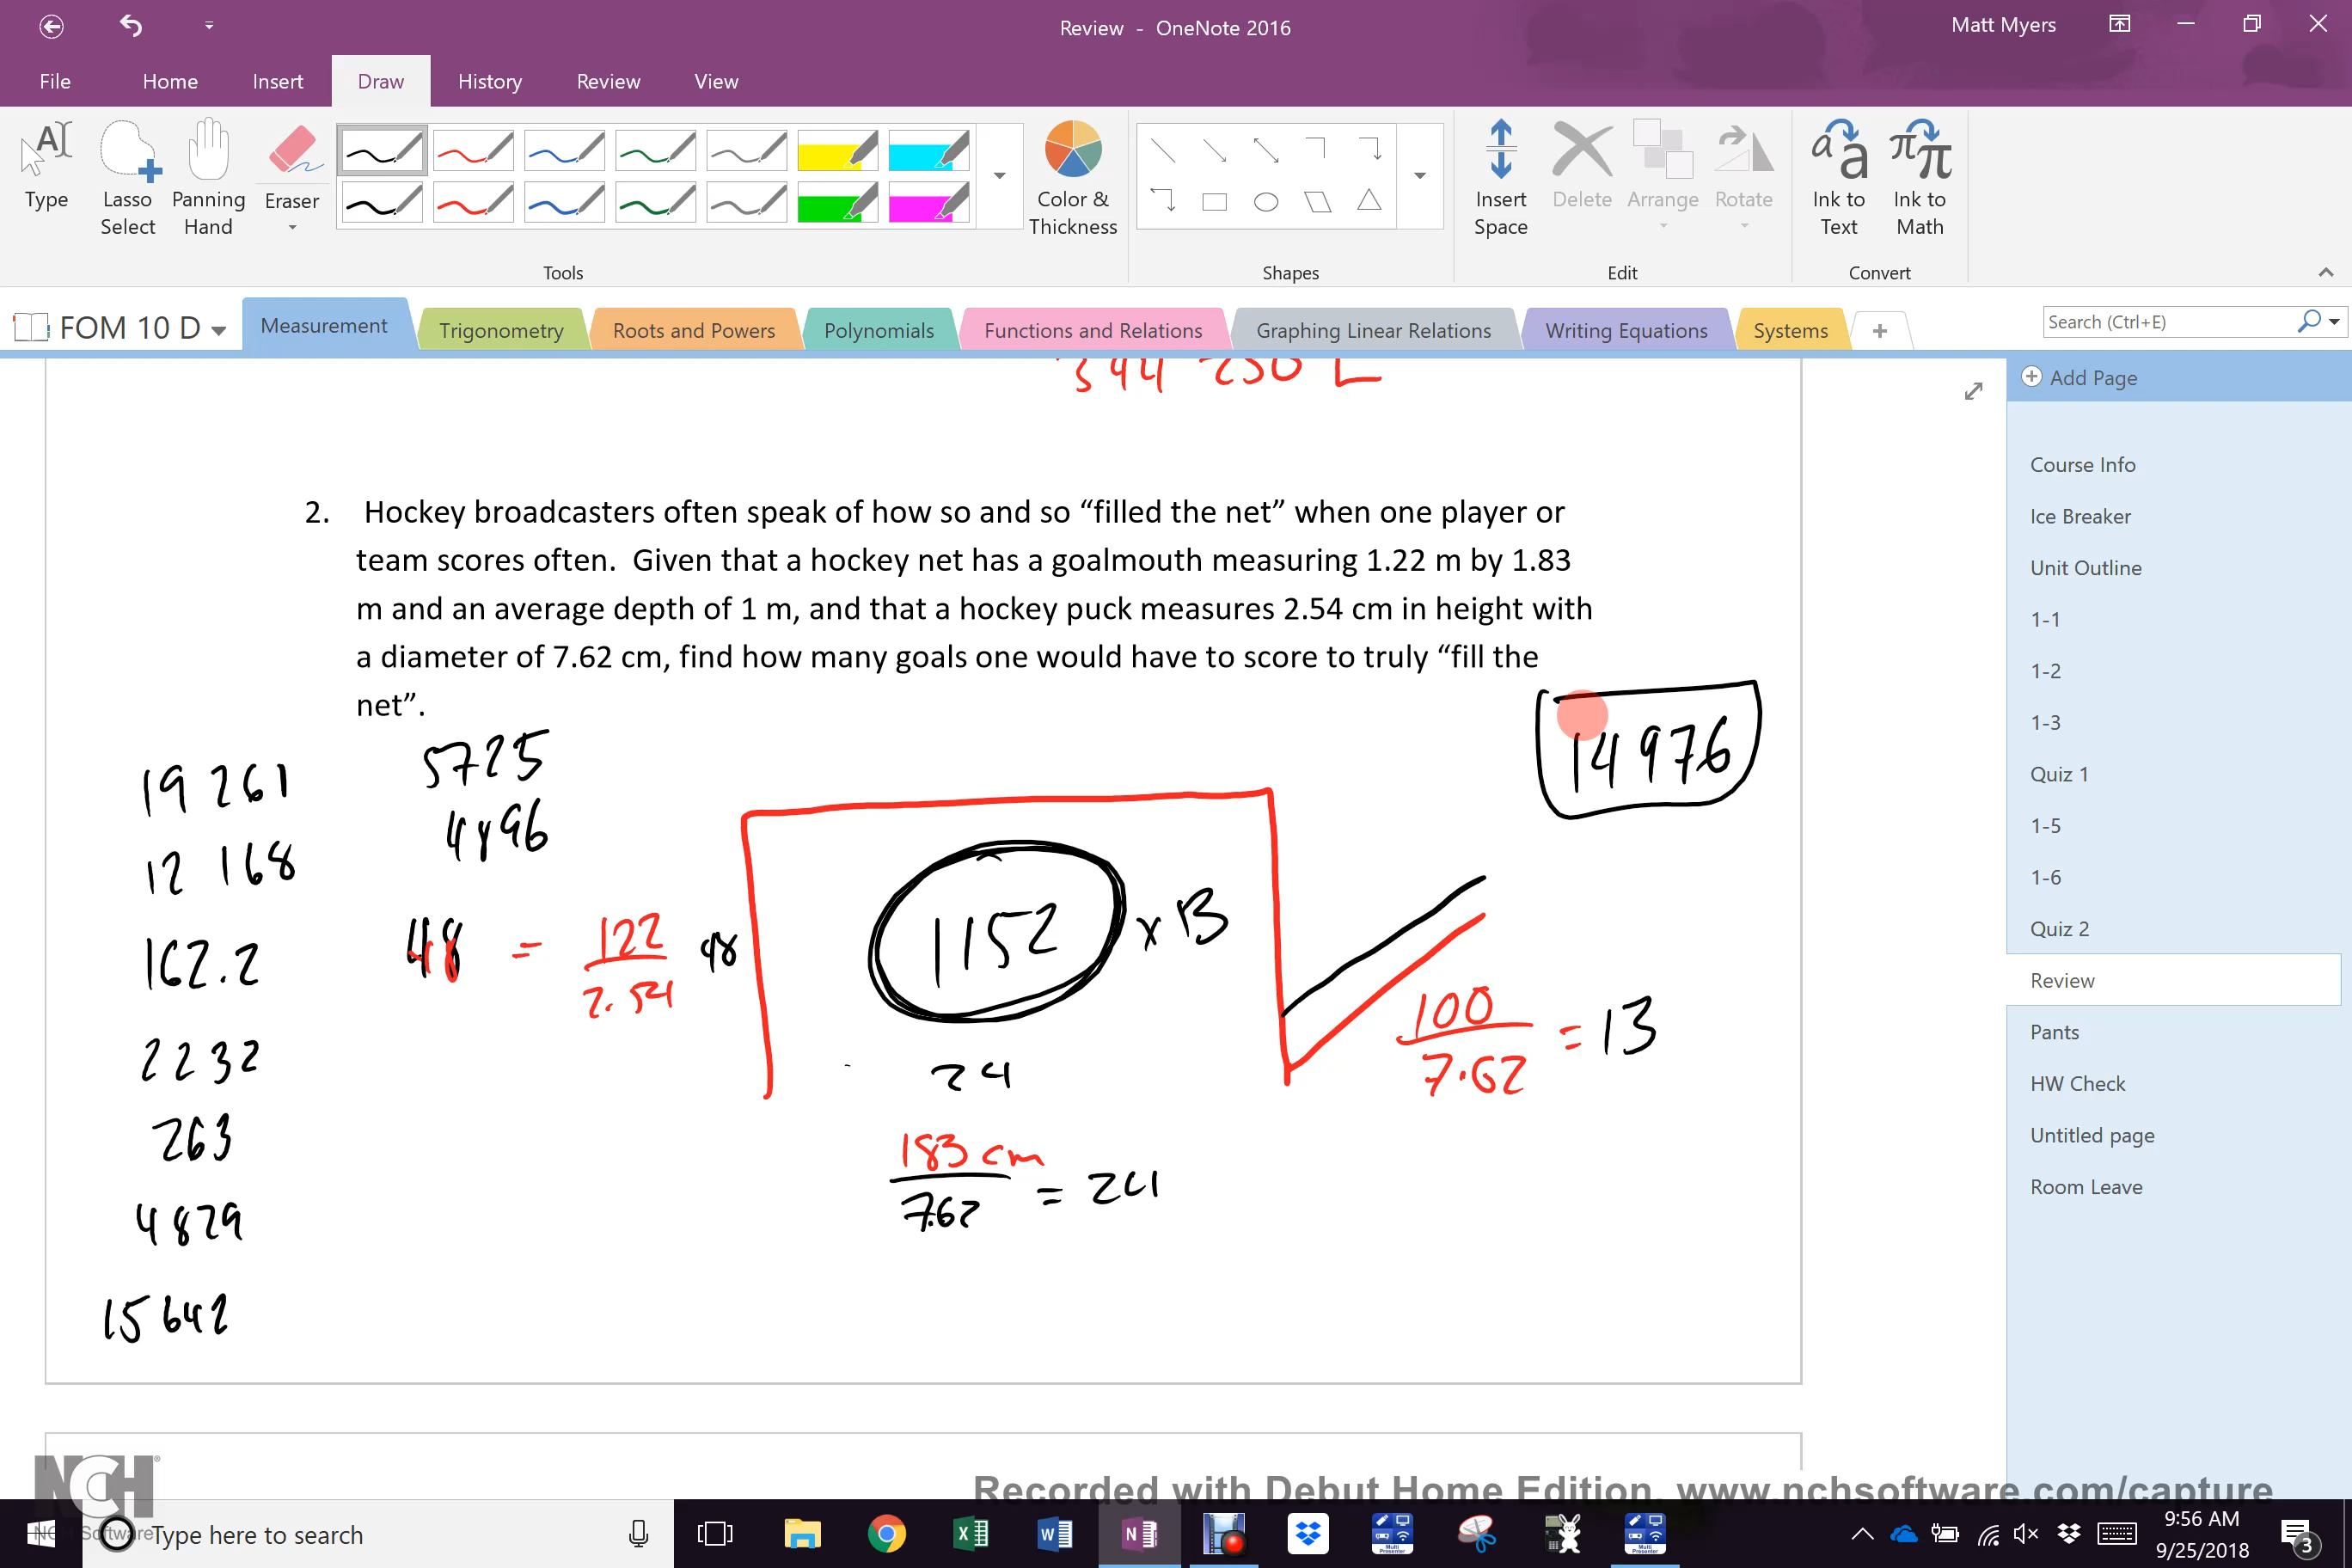 Review - OneNote 2016
Matt Myers
File Home Insert Draw History Review View
Type
Lasso Select
Panning Hand
Eraser
Color & Thickness
Insert Space
Delete
Arrange
Rotate
Ink to Text
Ink to Math
Tools
Shapes
Edit
Convert
FOM 10 D
Measurement Trigonometry Roots and Powers Polynomials Functions and Relations Graphing Linear Relations Writing Equations Systems
Search (Ctrl+E)
Add Page
Course Info
Ice Breaker
Unit Outline
1-1
1-2
1-3
Quiz 1
1-5
1-6
Quiz 2
Review
Pants
HW Check
Untitled page
Room Leave
344 250 L
2. Hockey broadcasters often speak of how so and so “filled the net” when one player or
team scores often. Given that a hockey net has a goalmouth measuring 1.22 m by 1.83
m and an average depth of 1 m, and that a hockey puck measures 2.54 cm in height with
a diameter of 7.62 cm, find how many goals one would have to score to truly “fill the
net”.
14976
5725
4896
19 261
12 168
162.2
2232
263
4829
15 642
48 = 122 / 2.54
48
1152 x 13
24
100 / 7.62 = 13
183 cm / 7.62 = 24
NCH
NCH Software
Recorded with Debut Home Edition www.nchsoftware.com/capture
Type here to search
9:56 AM
9/25/2018
3